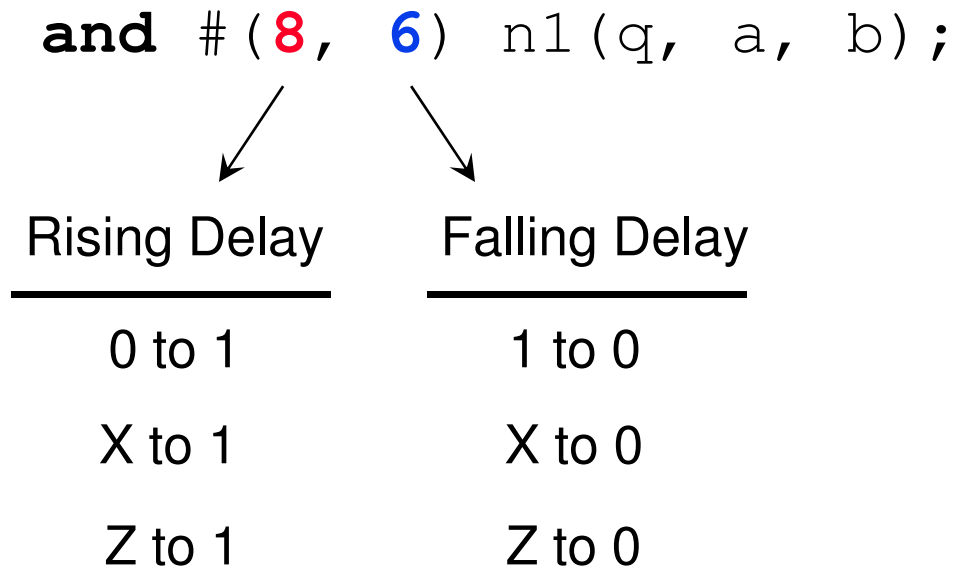 and #(8, 6) n1(q, a, b);
Rising Delay Falling Delay
0 to 1 1 to 0
X to 1 X to 0
Z to 1 Z to 0